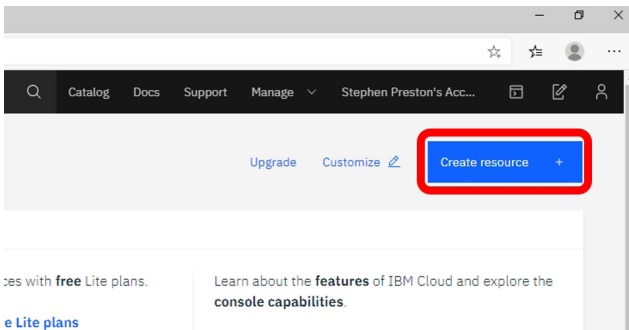 Catalog Docs Support Manage Stephen Preston's Acc...
Upgrade Customize Create resource +
ces with free Lite plans.
Learn about the features of IBM Cloud and explore the
console capabilities.
e Lite plans